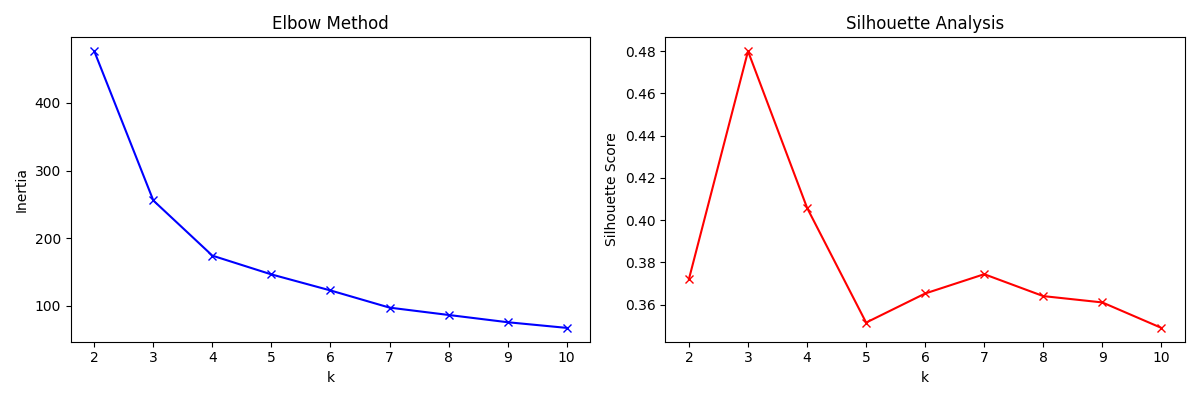 Elbow Method
400
300
200
100
Inertia
2 3 4 5 6 7 8 9 10
k
Silhouette Analysis
0.48
0.46
0.44
0.42
0.40
0.38
0.36
Silhouette Score
2 3 4 5 6 7 8 9 10
k